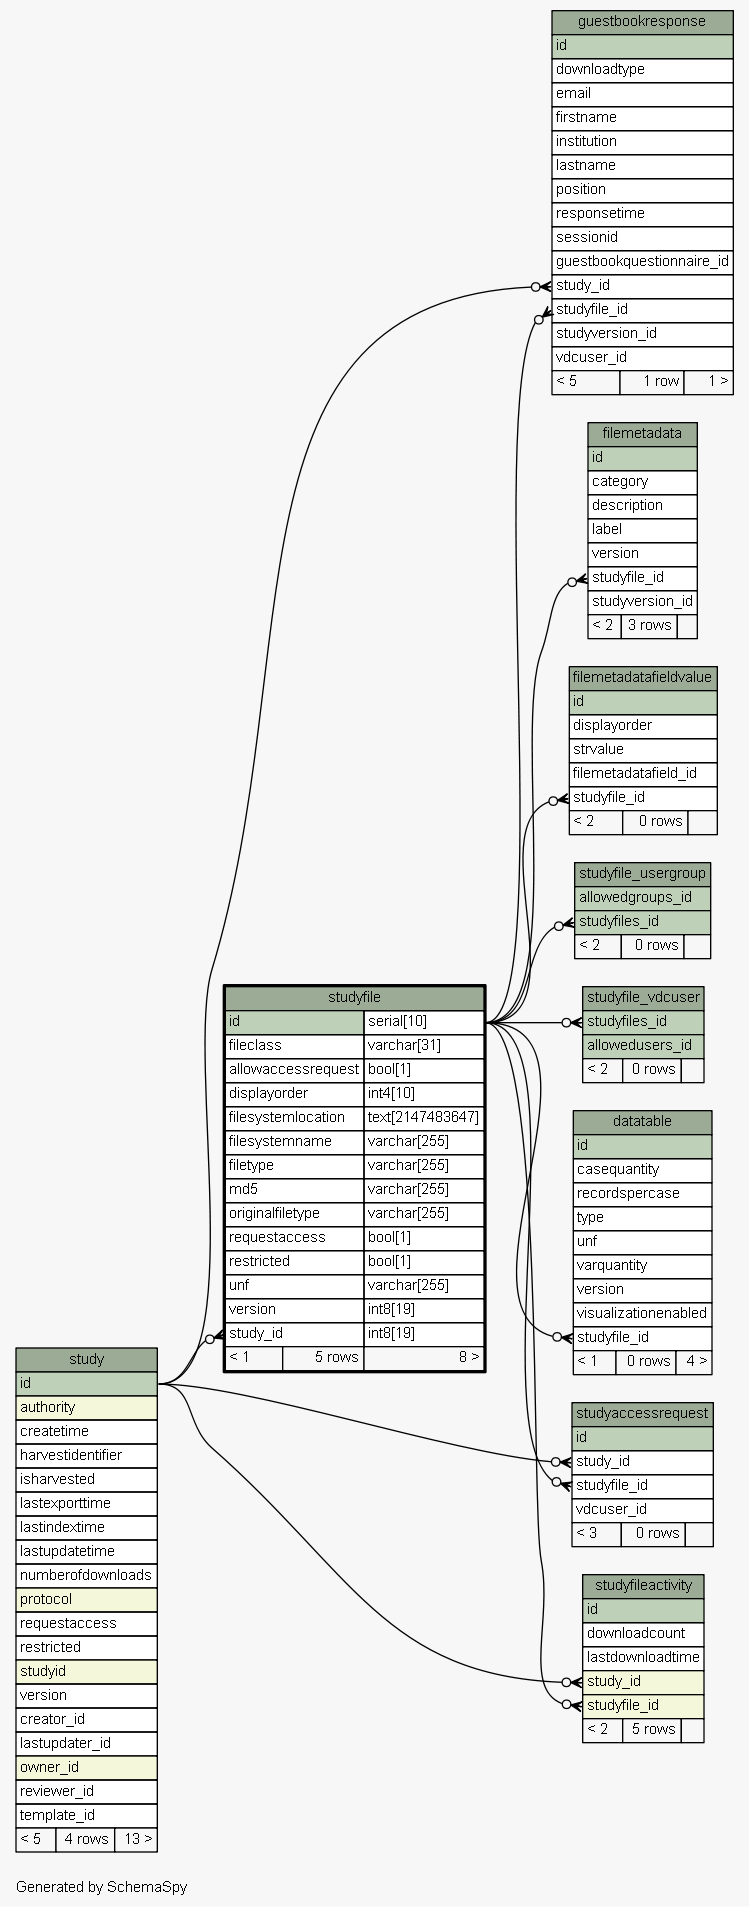 guestbookresponse
id
downloadtype
email
firstname
institution
lastname
position
responsetime
sessionid
guestbookquestionnaire_id
study_id
studyfile_id
studyversion_id
vdcuser_id
< 5 1 row 1 >
filemetadata
id
category
description
label
version
studyfile_id
studyversion_id
< 2 3 rows
filemetadatafieldvalue
id
displayorder
strvalue
filemetadatafield_id
studyfile_id
< 2 0 rows
studyfile_usergroup
allowedgroups_id
studyfiles_id
< 2 0 rows
studyfile
id serial[10]
fileclass varchar[31]
allowaccessrequest bool[1]
displayorder int4[10]
filesystemlocation text[2147483647]
filesystemname varchar[255]
filetype varchar[255]
md5 varchar[255]
originalfiletype varchar[255]
requestaccess bool[1]
restricted bool[1]
unf varchar[255]
version int8[19]
study_id int8[19]
< 1 5 rows 8 >
studyfile_vdcuser
studyfiles_id
allowedusers_id
< 2 0 rows
datatable
id
casequantity
recordspercase
type
unf
varquantity
version
visualizationenabled
studyfile_id
< 1 0 rows 4 >
study
id
authority
createtime
harvestidentifier
isharvested
lastexporttime
lastindextime
lastupdatetime
numberofdownloads
protocol
requestaccess
restricted
studyid
version
creator_id
lastupdater_id
owner_id
reviewer_id
template_id
< 5 4 rows 13 >
studyaccessrequest
id
study_id
studyfile_id
vdcuser_id
< 3 0 rows
studyfileactivity
id
downloadcount
lastdownloadtime
study_id
studyfile_id
< 2 5 rows
Generated by SchemaSpy